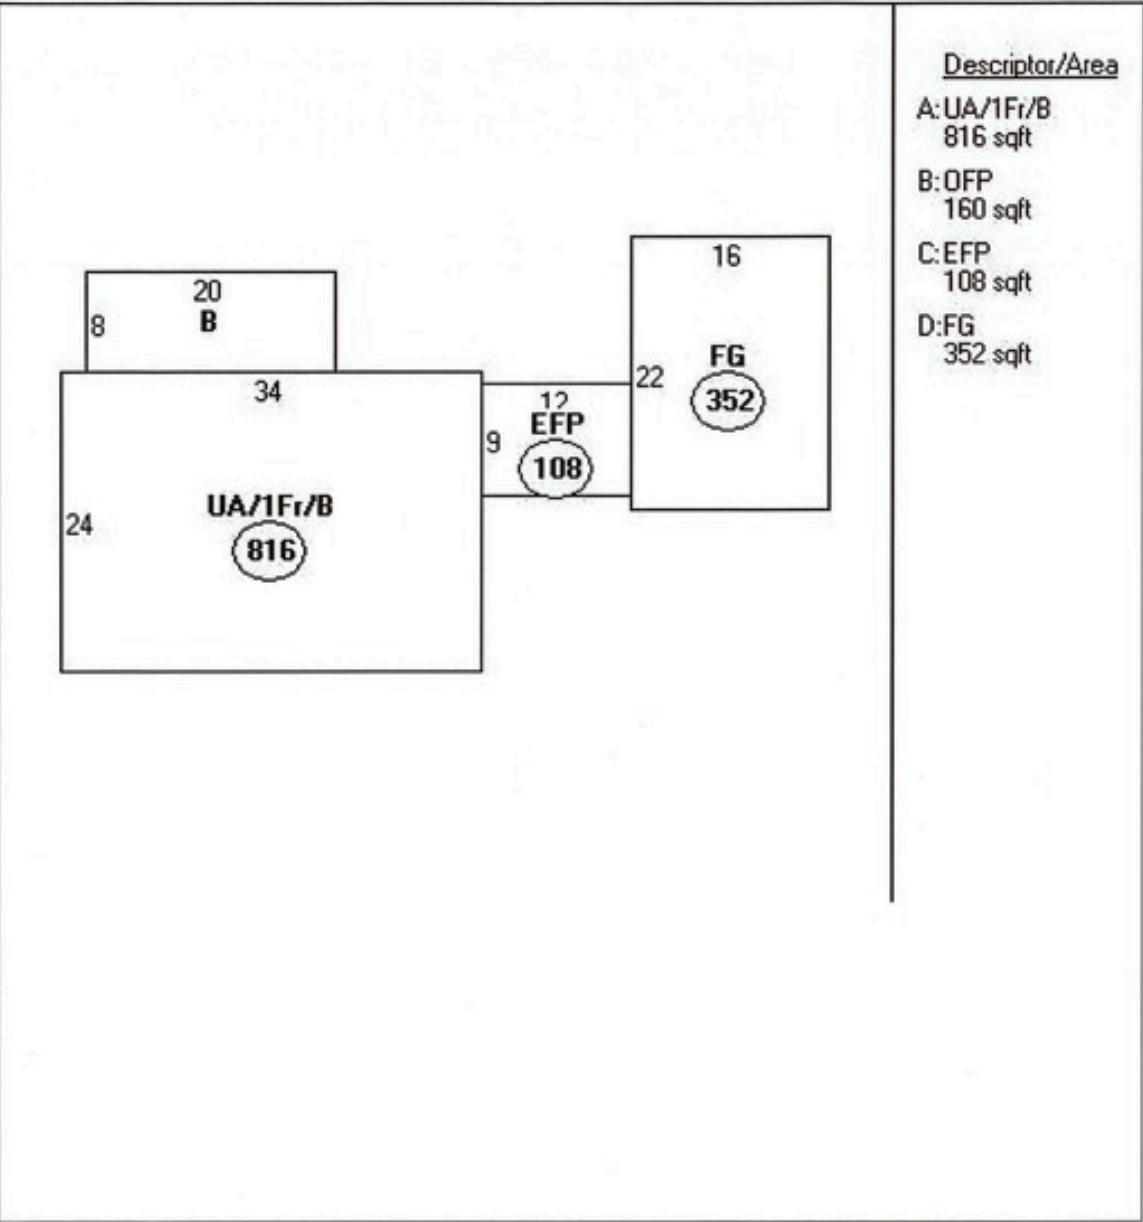 Descriptor/Area
A:UA/1Fr/B
816 sqft
B:OFP
160 sqft
C:EFP
108 sqft
D:FG
352 sqft
20
8
B
34
24
UA/1Fr/B
816
12
9
EFP
108
16
22
FG
352